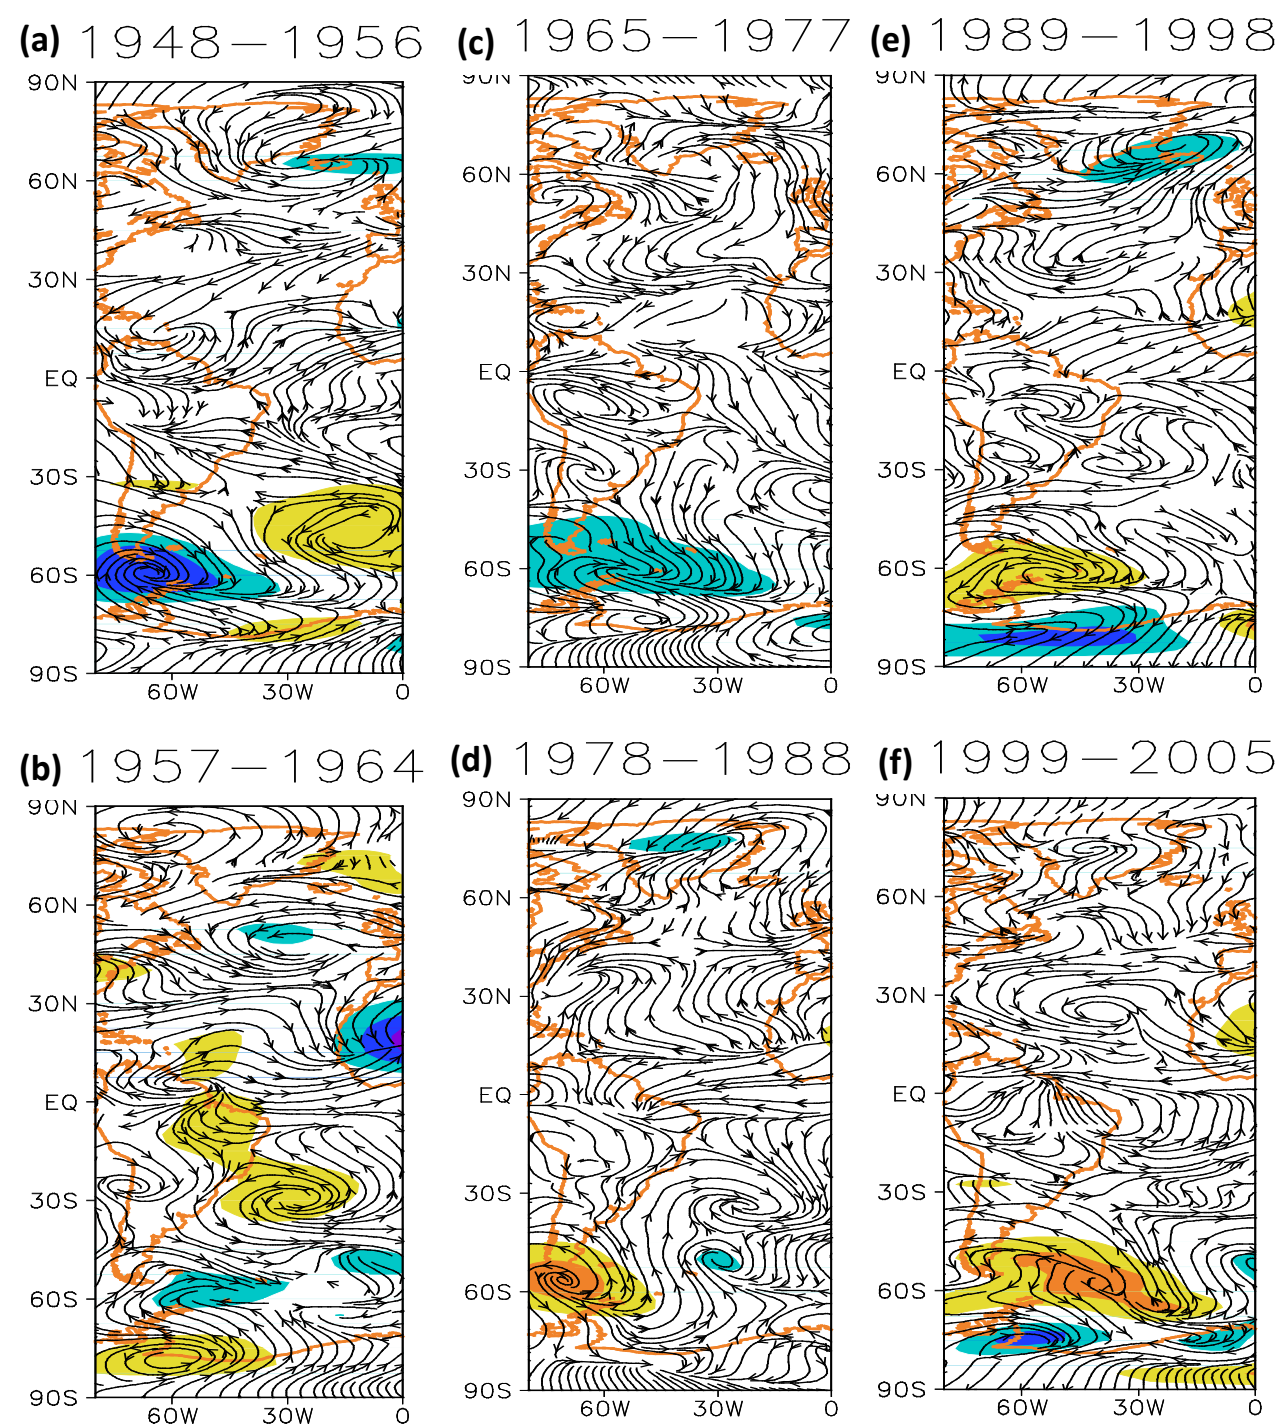 (a) 1948–1956
90N
60N
30N
EQ
30S
60S
90S
60W 30W 0
(c) 1965–1977
90N
60N
30N
EQ
30S
60S
90S
60W 30W 0
(e) 1989–1998
90N
60N
30N
EQ
30S
60S
90S
60W 30W 0
(b) 1957–1964
90N
60N
30N
EQ
30S
60S
90S
60W 30W 0
(d) 1978–1988
90N
60N
30N
EQ
30S
60S
90S
60W 30W 0
(f) 1999–2005
90N
60N
30N
EQ
30S
60S
90S
60W 30W 0